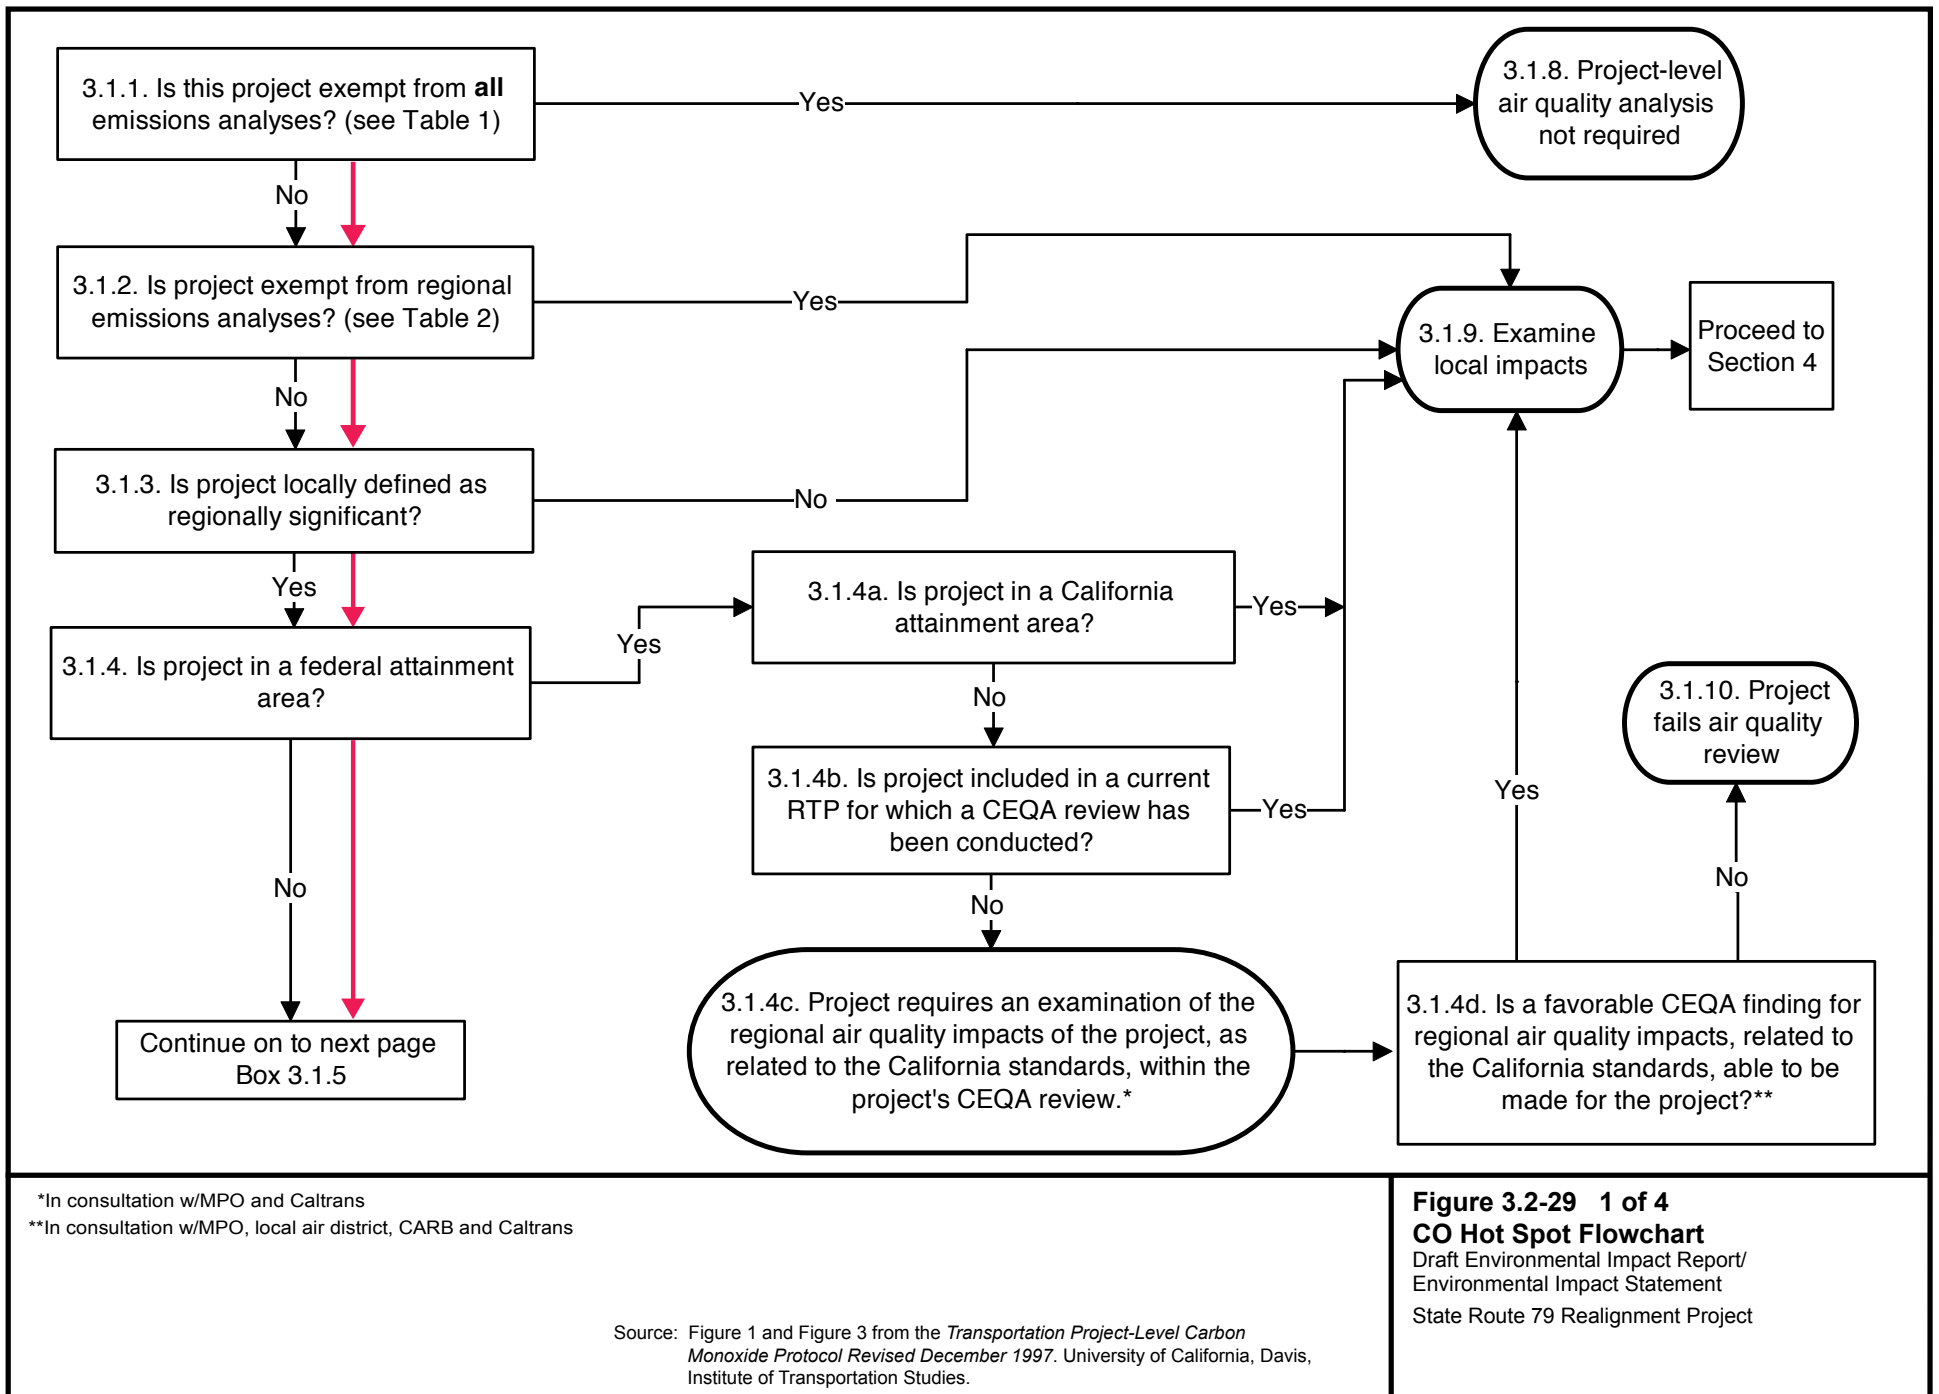 3.1.1. Is this project exempt from all
emissions analyses? (see Table 1)
Yes
3.1.8. Project-level
air quality analysis
not required
No
3.1.2. Is project exempt from regional
emissions analyses? (see Table 2)
Yes
3.1.9. Examine
local impacts
Proceed to
Section 4
No
3.1.3. Is project locally defined as
regionally significant?
No
Yes
3.1.4. Is project in a federal attainment
area?
Yes
3.1.4a. Is project in a California
attainment area?
Yes
No
3.1.4b. Is project included in a current
RTP for which a CEQA review has
been conducted?
Yes
No
3.1.10. Project
fails air quality
review
Yes
No
No
Continue on to next page
Box 3.1.5
3.1.4c. Project requires an examination of the
regional air quality impacts of the project, as
related to the California standards, within the
project's CEQA review.*
3.1.4d. Is a favorable CEQA finding for
regional air quality impacts, related to
the California standards, able to be
made for the project?**
*In consultation w/MPO and Caltrans
**In consultation w/MPO, local air district, CARB and Caltrans
Source: Figure 1 and Figure 3 from the Transportation Project-Level Carbon
Monoxide Protocol Revised December 1997. University of California, Davis,
Institute of Transportation Studies.
Figure 3.2-29 1 of 4
CO Hot Spot Flowchart
Draft Environmental Impact Report/
Environmental Impact Statement
State Route 79 Realignment Project